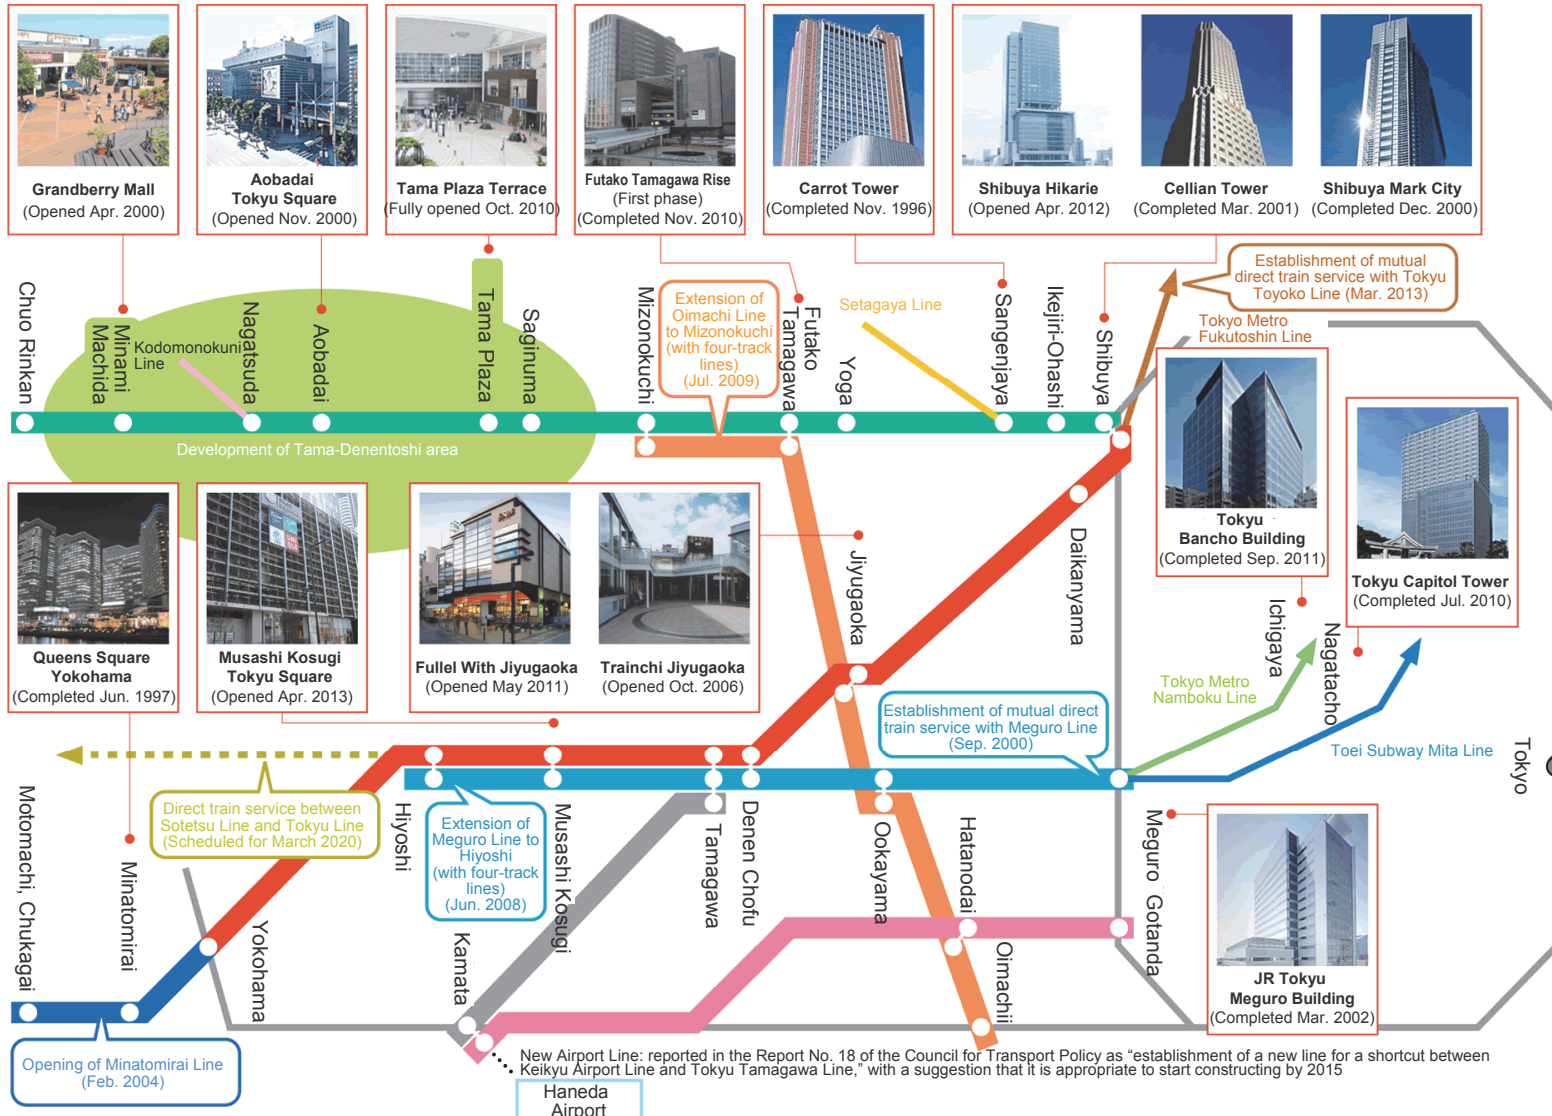 Grandberry Mall
(Opened Apr. 2000)
Aobadai
Tokyu Square
(Opened Nov. 2000)
Tama Plaza Terrace
(Fully opened Oct. 2010)
Futako Tamagawa Rise
(First phase)
(Completed Nov. 2010)
Carrot Tower
(Completed Nov. 1996)
Shibuya Hikarie
(Opened Apr. 2012)
Cellian Tower
(Completed Mar. 2001)
Shibuya Mark City
(Completed Dec. 2000)
Establishment of mutual
direct train service with Tokyu
Toyoko Line (Mar. 2013)
Tokyo Metro
Fukutoshin Line
Chuo Rinkan
Minami
Machida
Kodomonokuni
Line
Nagatsuda
Aobadai
Tama Plaza
Saginuma
Mizonokuchi
Extension of
Oimachi Line
to Mizonokuchi
(with four-track
lines)
(Jul. 2009)
Futako
Tamagawa
Yoga
Setagaya Line
Sangenjaya
Ikejiri-Ohashi
Shibuya
Development of Tama-Denentoshi area
Queens Square
Yokohama
(Completed Jun. 1997)
Musashi Kosugi
Tokyu Square
(Opened Apr. 2013)
Fullel With Jiyugaoka
(Opened May 2011)
Trainchi Jiyugaoka
(Opened Oct. 2006)
Jiyugaoka
Daikanyama
Tokyu
Bancho Building
(Completed Sep. 2011)
Tokyu Capitol Tower
(Completed Jul. 2010)
Ichigaya
Nagatacho
Tokyo Metro
Namboku Line
Toei Subway Mita Line
Tokyo
Establishment of mutual direct
train service with Meguro Line
(Sep. 2000)
Direct train service between
Sotetsu Line and Tokyu Line
(Scheduled for March 2020)
Hiyoshi
Extension of
Meguro Line to
Hiyoshi
(with four-track
lines)
(Jun. 2008)
Musashi Kosugi
Tamagawa
Denen Chofu
Ookayama
Hatanodai
Oimachii
Meguro
Gotanda
JR Tokyu
Meguro Building
(Completed Mar. 2002)
Motomachi, Chukagai
Minatomirai
Yokohama
Kamata
Opening of Minatomirai Line
(Feb. 2004)
New Airport Line: reported in the Report No. 18 of the Council for Transport Policy as “establishment of a new line for a shortcut between
Keikyu Airport Line and Tokyu Tamagawa Line,” with a suggestion that it is appropriate to start constructing by 2015
Haneda
Airport